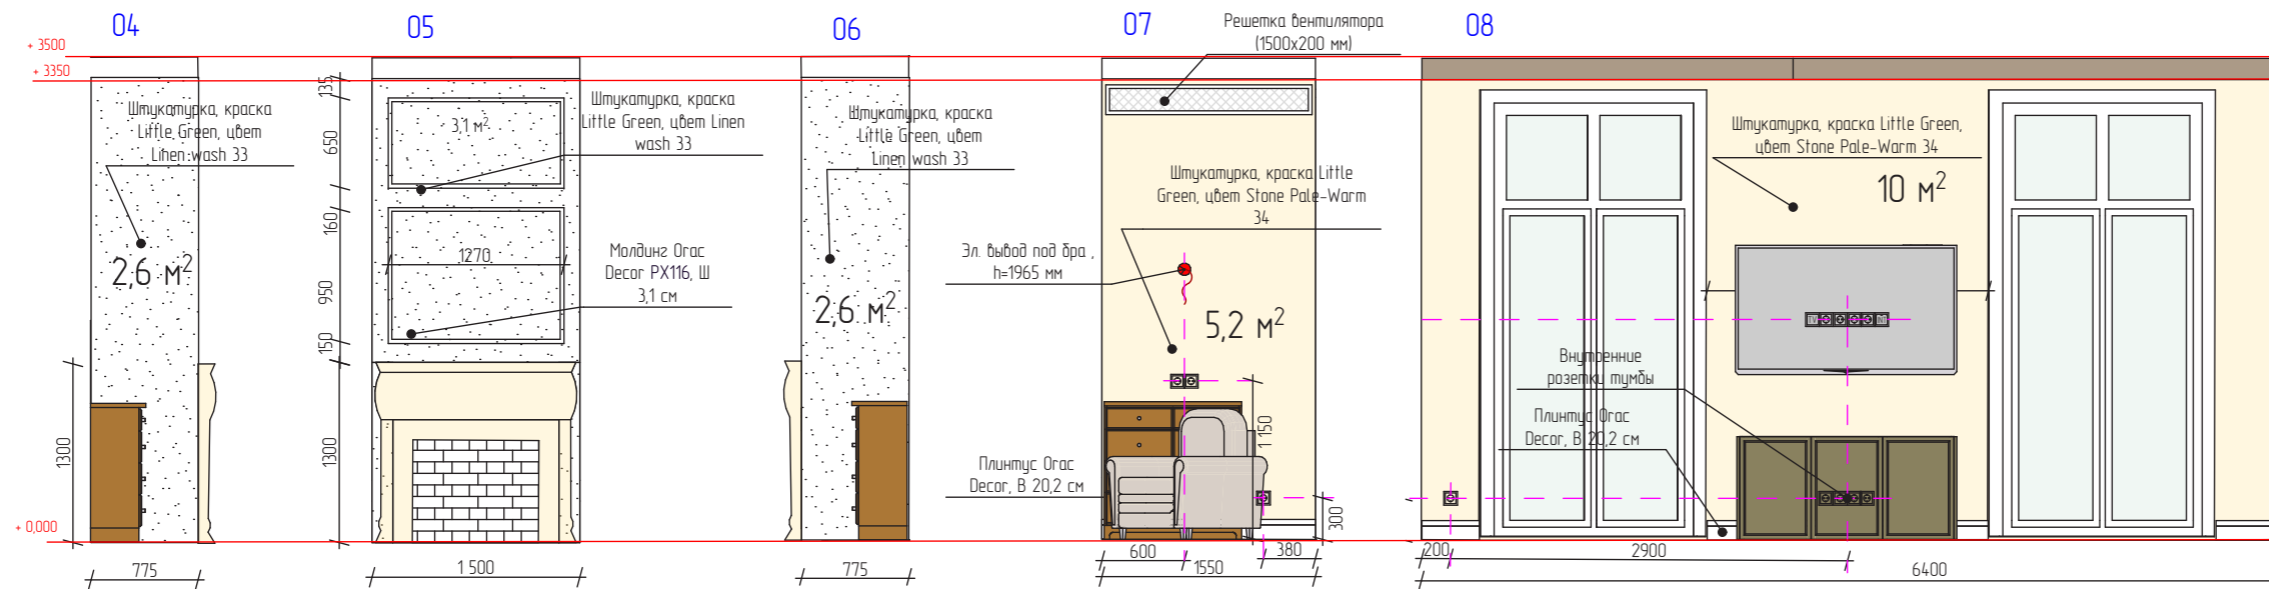 04
05
06
07
08
+ 3500
+ 3350
+ 0,000
Штукатурка, краска
Little Green, цвет
Linen wash 33
2,6 м²
1300
775
135
650
160
950
150
1300
3,1 м²
1270
Штукатурка, краска
Little Green, цвет Linen
wash 33
Молдинг Orac
Decor PX116, Ш
3,1 см
1 500
Штукатурка, краска
Little Green, цвет
Linen wash 33
2,6 м²
775
Решетка вентилятора
(1500x200 мм)
Штукатурка, краска Little
Green, цвет Stone Pale-Warm
34
Эл. вывод под бра ,
h=1965 мм
5,2 м²
1 150
Плинтус Orac
Decor, В 20,2 см
300
600
380
1550
Штукатурка, краска Little Green,
цвет Stone Pale-Warm 34
10 м²
TV
Внутренние
розетки тумбы
Плинтус Orac
Decor, В 20,2 см
200
2900
6400